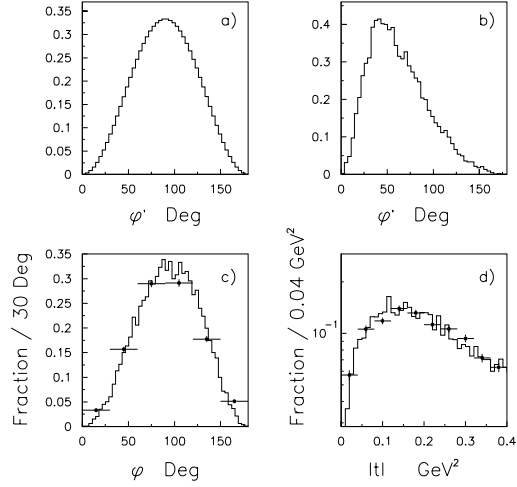 a)
0.35
0.3
0.25
0.2
0.15
0.1
0.05
0
0 50 100 150
φ' Deg
b)
0.4
0.3
0.2
0.1
0
0 50 100 150
φ' Deg
c)
Fraction / 30 Deg
0.35
0.3
0.25
0.2
0.15
0.1
0.05
0
0 50 100 150
φ Deg
d)
Fraction / 0.04 GeV²
10⁻¹
0 0.1 0.2 0.3 0.4
|t| GeV²